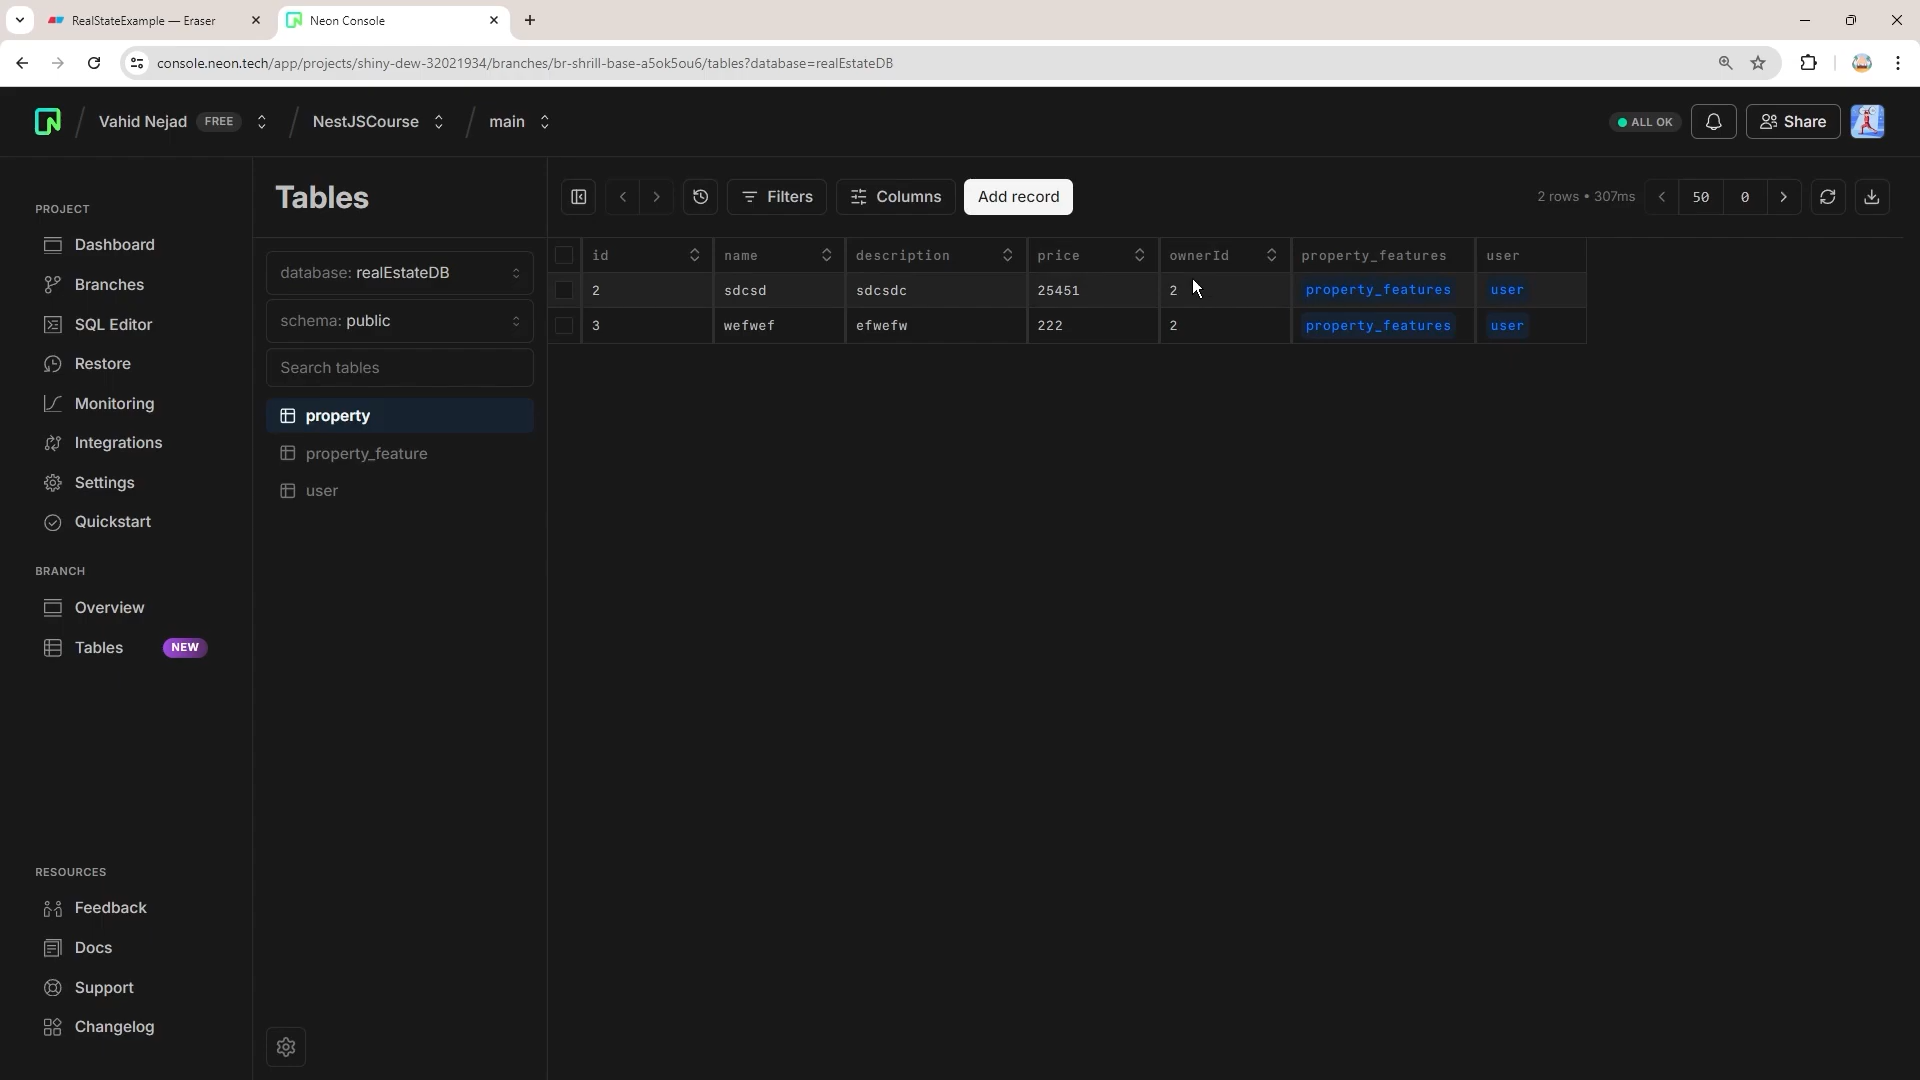 RealStateExample — Eraser
Neon Console
console.neon.tech/app/projects/shiny-dew-32021934/branches/br-shrill-base-a5ok5ou6/tables?database=realEstateDB
Vahid Nejad FREE
NestJSCourse
main
ALL OK
Share
PROJECT
Dashboard
Branches
SQL Editor
Restore
Monitoring
Integrations
Settings
Quickstart
BRANCH
Overview
Tables NEW
RESOURCES
Feedback
Docs
Support
Changelog
Tables
database: realEstateDB
schema: public
Search tables
property
property_feature
user
Filters
Columns
Add record
2 rows • 307ms
50
0
id name description price ownerId property_features user
2 sdcsd sdcsdc 25451 2 property_features user
3 wefwef efwefw 222 2 property_features user